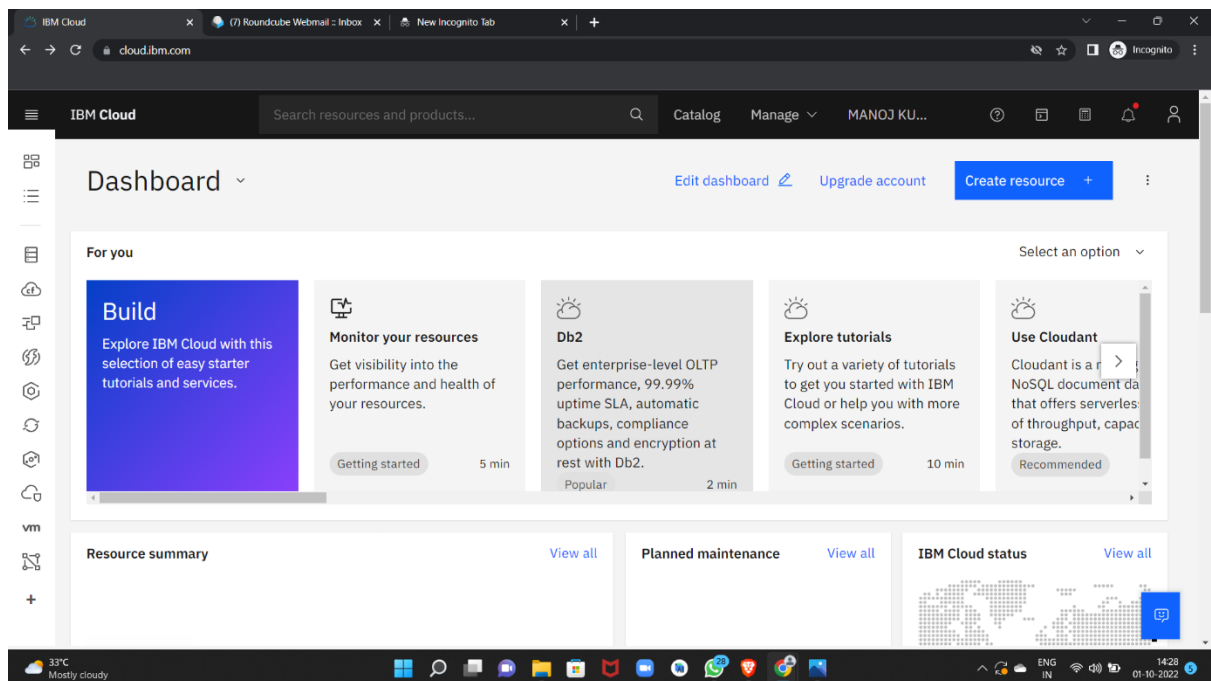 IBM Cloud
(7) Roundcube Webmail :: Inbox
New Incognito Tab
cloud.ibm.com
Incognito
IBM Cloud
Search resources and products...
Catalog
Manage
MANOJ KU...
Dashboard
Edit dashboard
Upgrade account
Create resource +
For you
Select an option
Build
Explore IBM Cloud with this
selection of easy starter
tutorials and services.
Monitor your resources
Get visibility into the
performance and health of
your resources.
Getting started
5 min
Db2
Get enterprise-level OLTP
performance, 99.99%
uptime SLA, automatic
backups, compliance
options and encryption at
rest with Db2.
Popular
2 min
Explore tutorials
Try out a variety of tutorials
to get you started with IBM
Cloud or help you with more
complex scenarios.
Getting started
10 min
Use Cloudant
Cloudant is a
NoSQL document da
that offers serverles
of throughput, capac
storage.
Recommended
vm
Resource summary
View all
Planned maintenance
View all
IBM Cloud status
View all
33°C
Mostly cloudy
28
ENG
IN
14:28
01-10-2022
5